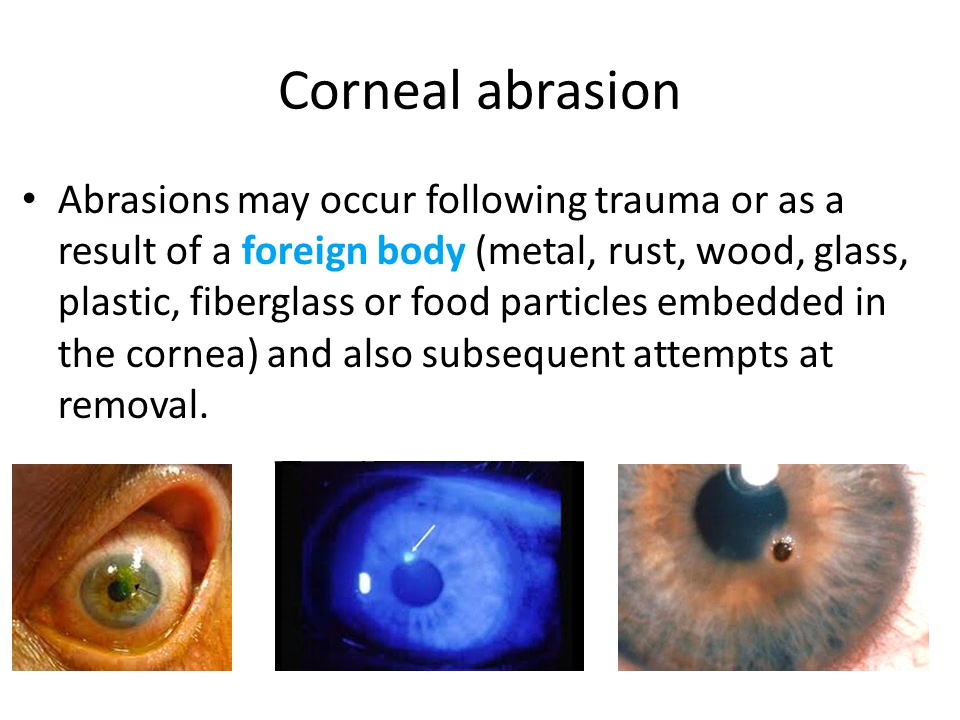 Corneal abrasion
• Abrasions may occur following trauma or as a
result of a foreign body (metal, rust, wood, glass,
plastic, fiberglass or food particles embedded in
the cornea) and also subsequent attempts at
removal.